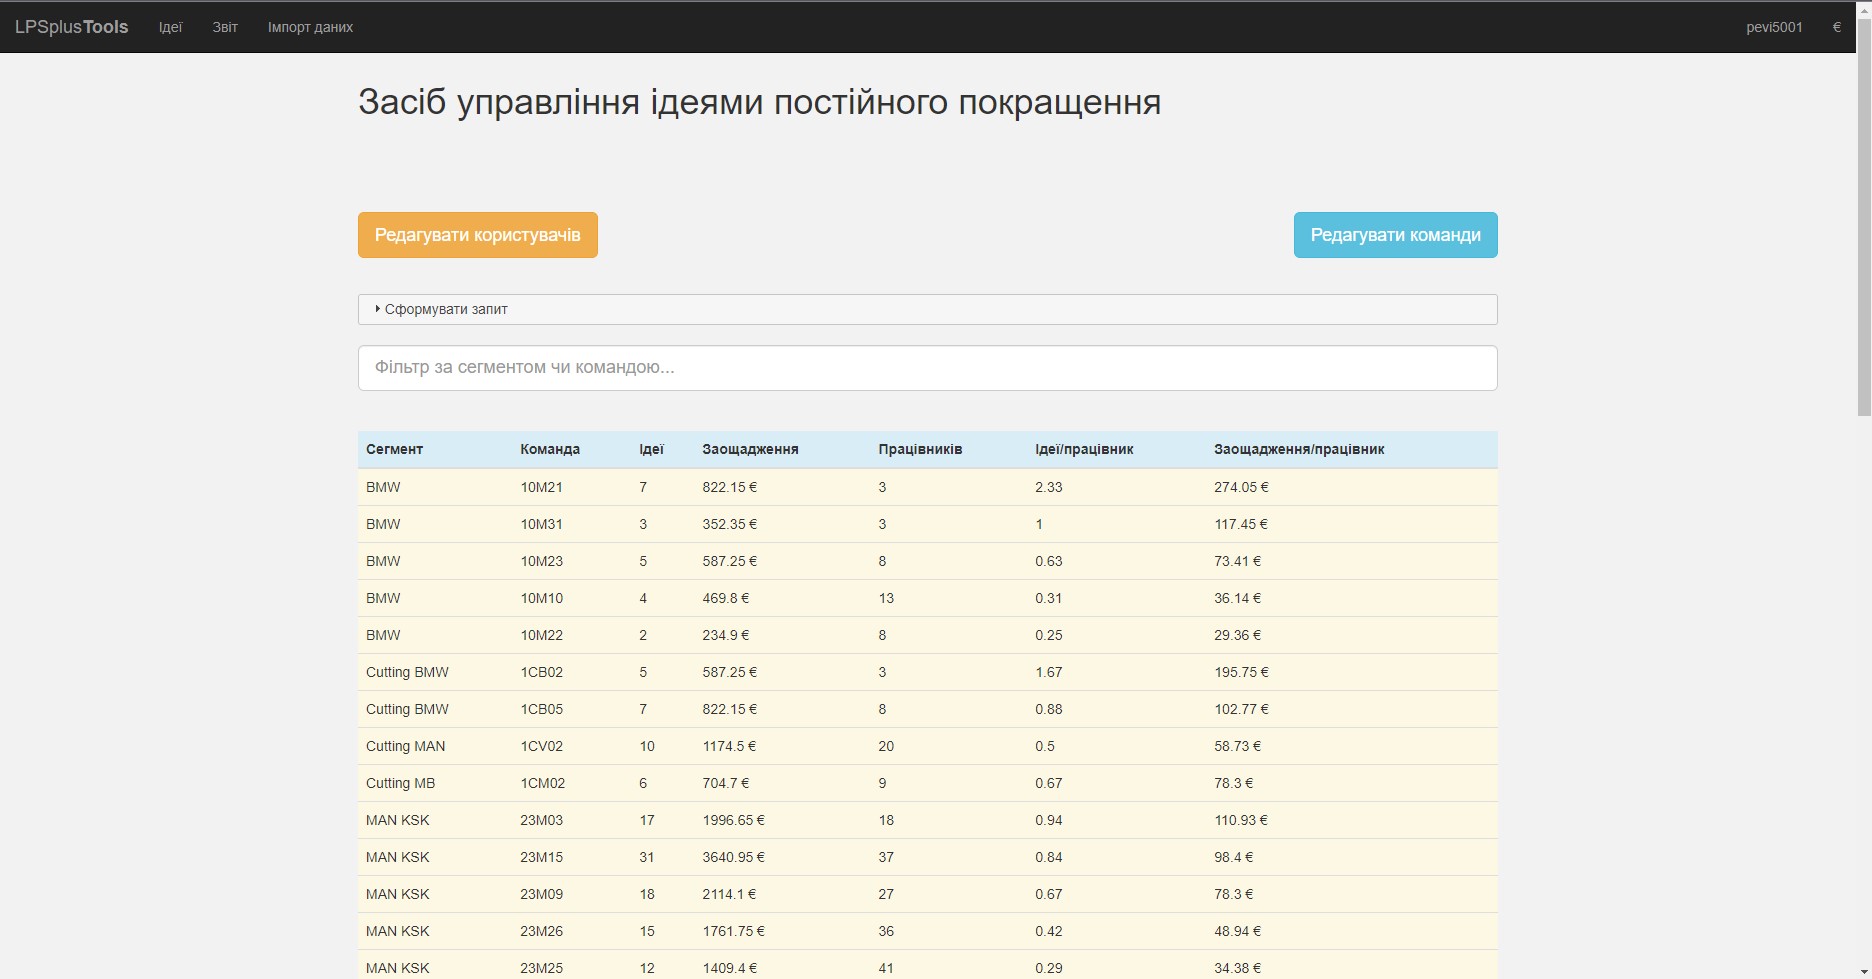 LPSplusTools Ідеї Звіт Імпорт даних pevi5001 €
Засіб управління ідеями постійного покращення
Редагувати користувачів Редагувати команди
Сформувати запит
Фільтр за сегментом чи командою...
Сегмент Команда Ідеї Заощадження Працівників Ідеї/працівник Заощадження/працівник
BMW 10M21 7 822.15 € 3 2.33 274.05 €
BMW 10M31 3 352.35 € 3 1 117.45 €
BMW 10M23 5 587.25 € 8 0.63 73.41 €
BMW 10M10 4 469.8 € 13 0.31 36.14 €
BMW 10M22 2 234.9 € 8 0.25 29.36 €
Cutting BMW 1CB02 5 587.25 € 3 1.67 195.75 €
Cutting BMW 1CB05 7 822.15 € 8 0.88 102.77 €
Cutting MAN 1CV02 10 1174.5 € 20 0.5 58.73 €
Cutting MB 1CM02 6 704.7 € 9 0.67 78.3 €
MAN KSK 23M03 17 1996.65 € 18 0.94 110.93 €
MAN KSK 23M15 31 3640.95 € 37 0.84 98.4 €
MAN KSK 23M09 18 2114.1 € 27 0.67 78.3 €
MAN KSK 23M26 15 1761.75 € 36 0.42 48.94 €
MAN KSK 23M25 12 1409.4 € 41 0.29 34.38 €